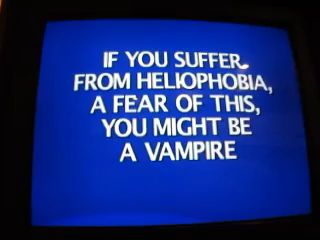 IF YOU SUFFER
FROM HELIOPHOBIA,
A FEAR OF THIS,
YOU MIGHT BE
A VAMPIRE